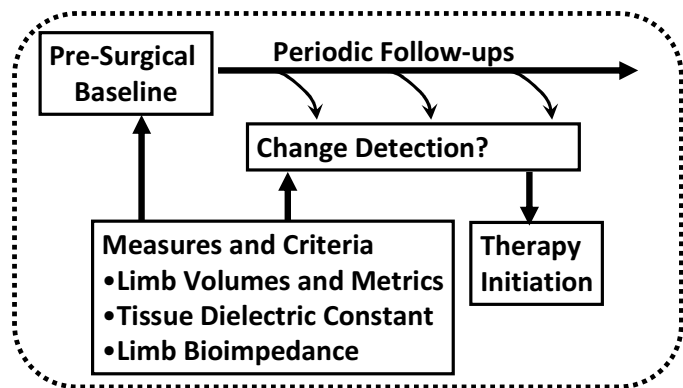 Pre-Surgical
Baseline
Periodic Follow-ups
Change Detection?
Measures and Criteria
•Limb Volumes and Metrics
•Tissue Dielectric Constant
•Limb Bioimpedance
Therapy
Initiation